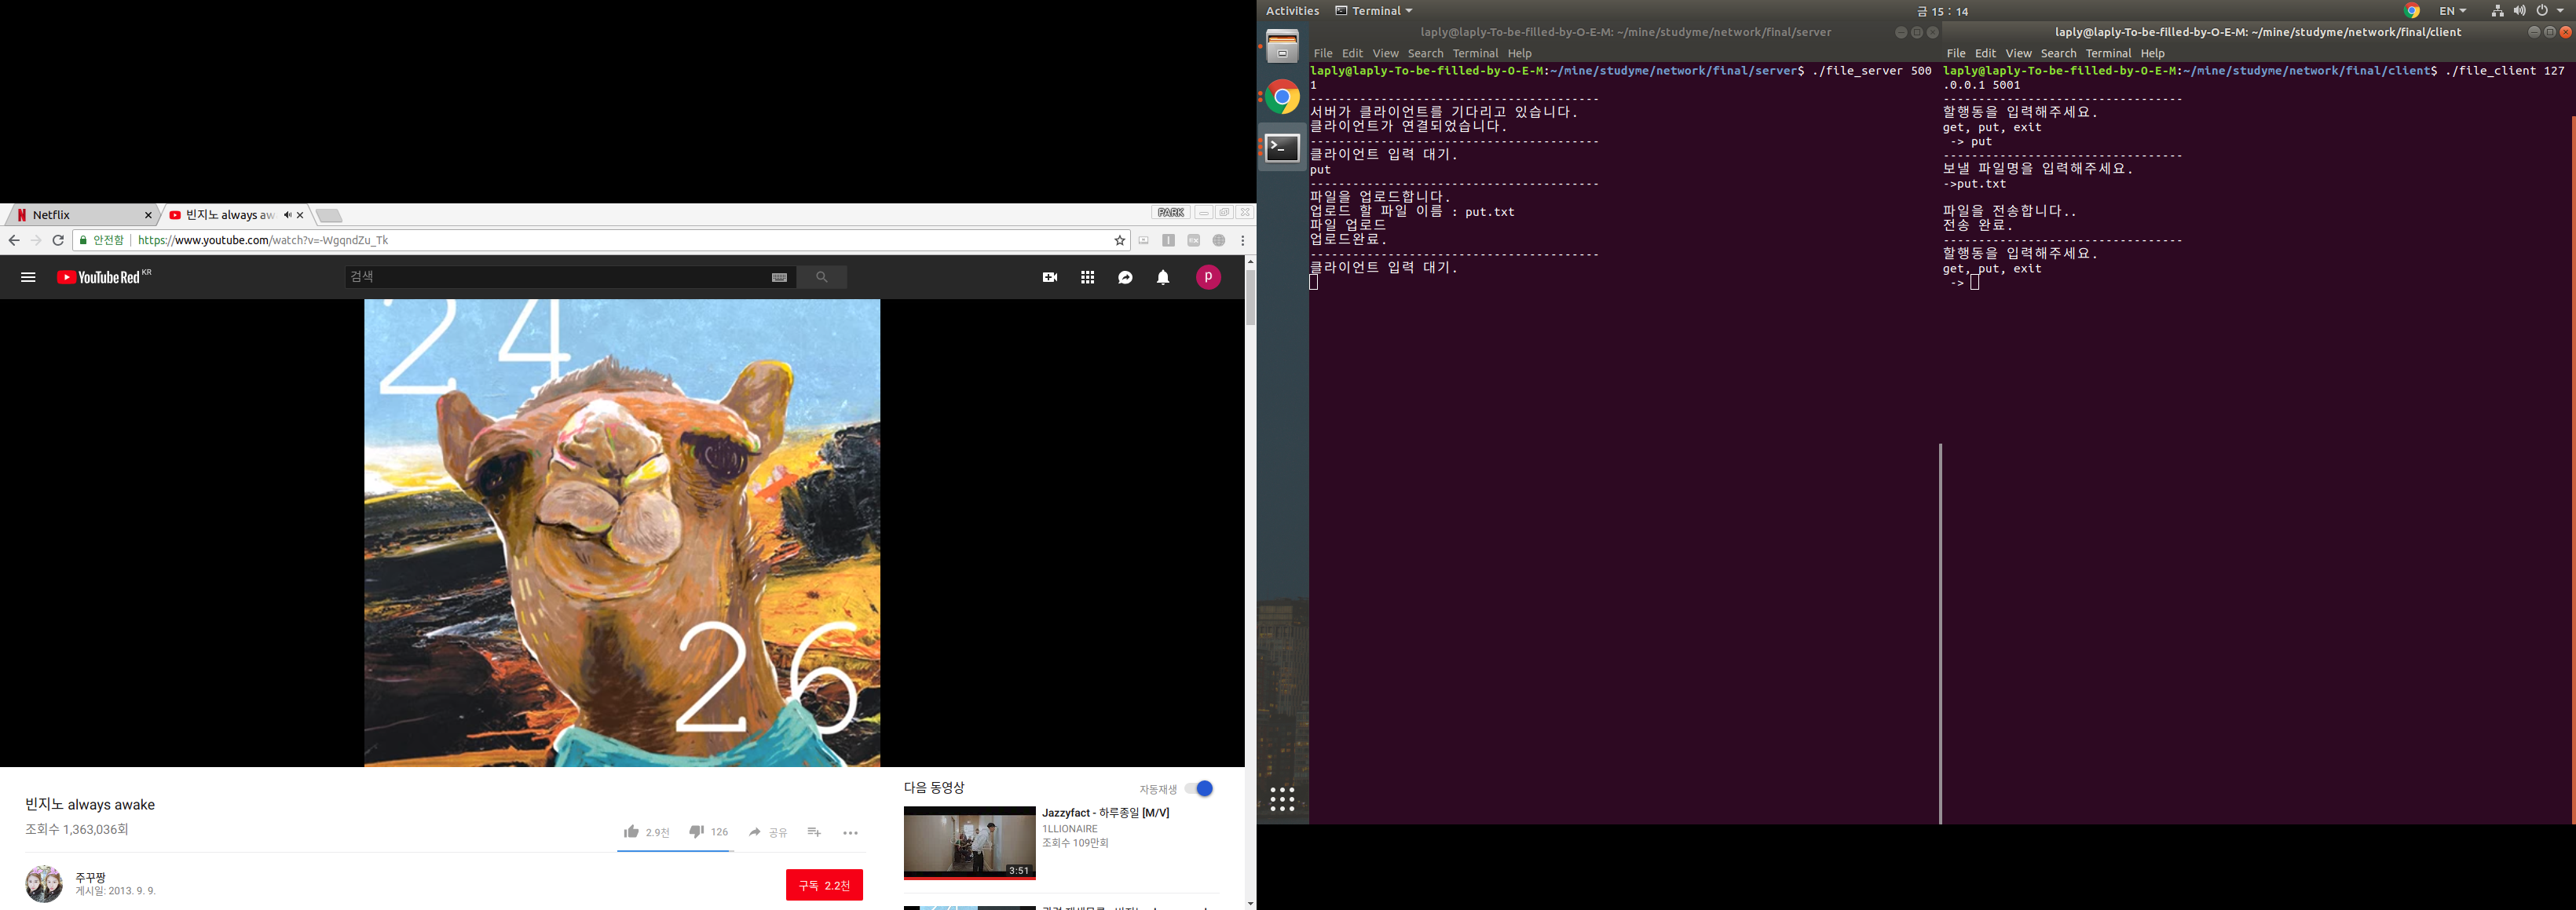 Netflix
빈지노 always aw
PARK
안전함 | https://www.youtube.com/watch?v=-WgqndZu_Tk
YouTube Red KR
검색
p
24
26
빈지노 always awake
조회수 1,363,036회
2.9천
126
공유
주꾸짱
게시일: 2013. 9. 9.
구독 2.2천
다음 동영상
자동재생
3:51
Jazzyfact - 하루종일 [M/V]
1LLIONAIRE
조회수 109만회
Activities
Terminal
금 15 : 14
EN
laply@laply-To-be-filled-by-O-E-M: ~/mine/studyme/network/final/server
File Edit View Search Terminal Help
laply@laply-To-be-filled-by-O-E-M:~/mine/studyme/network/final/server$ ./file_server 500
1
-----------------------------------------
서버가 클라이언트를 기다리고 있습니다.
클라이언트가 연결되었습니다.
-----------------------------------------
클라이언트 입력 대기.
put
-----------------------------------------
파일을 업로드합니다.
업로드 할 파일 이름 : put.txt
파일 업로드
업로드완료.
-----------------------------------------
클라이언트 입력 대기.
laply@laply-To-be-filled-by-O-E-M: ~/mine/studyme/network/final/client
File Edit View Search Terminal Help
laply@laply-To-be-filled-by-O-E-M:~/mine/studyme/network/final/client$ ./file_client 127
.0.0.1 5001
----------------------------------
할행동을 입력해주세요.
get, put, exit
-> put
----------------------------------
보낼 파일명을 입력해주세요.
->put.txt
파일을 전송합니다..
전송 완료.
----------------------------------
할행동을 입력해주세요.
get, put, exit
->